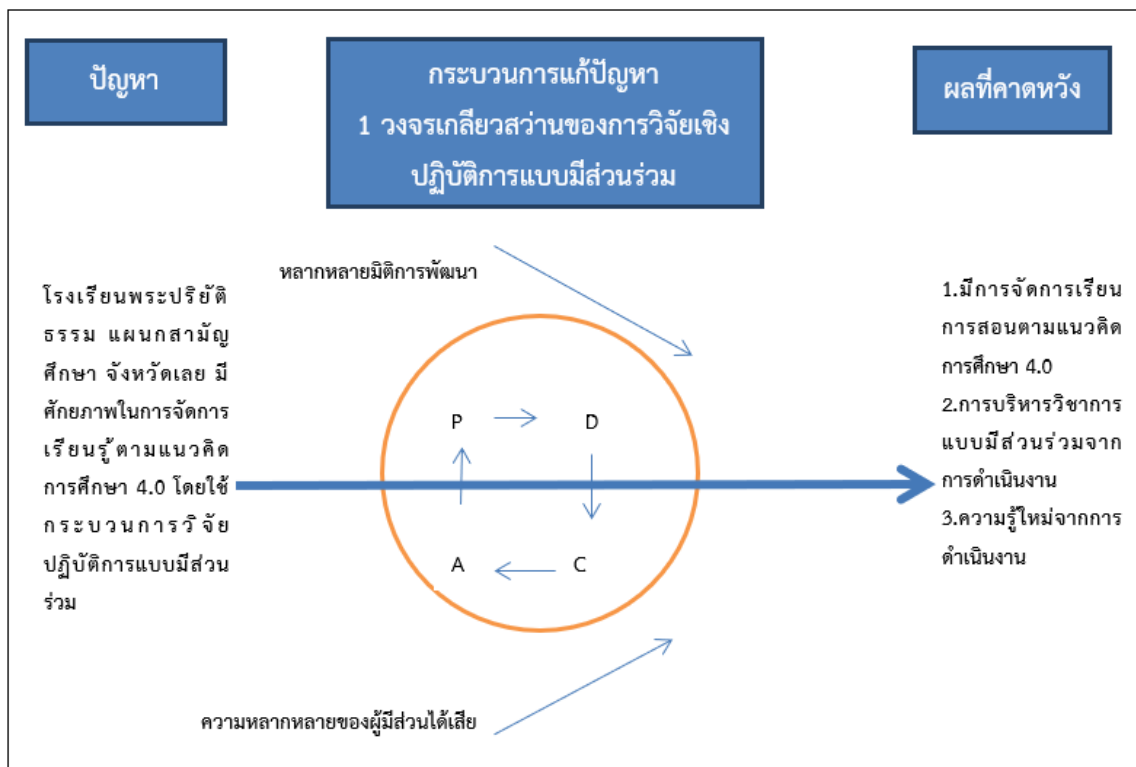 ปัญหา
กระบวนการแก้ปัญหา
1 วงจรเกลียวสว่านของการวิจัยเชิง
ปฏิบัติการแบบมีส่วนร่วม
ผลที่คาดหวัง
หลากหลายมิติการพัฒนา
โรงเรียนพระปริยัติ
ธรรม แผนกสามัญ
ศึกษา จังหวัดเลย มี
ศักยภาพในการจัดการ
เรียนรู้ตามแนวคิด
การศึกษา 4.0 โดยใช้
กระบวนการวิจัย
ปฏิบัติการแบบมีส่วน
ร่วม
P
D
A
C
1.มีการจัดการเรียน
การสอนตามแนวคิด
การศึกษา 4.0
2.การบริหารวิชาการ
แบบมีส่วนร่วมจาก
การดำเนินงาน
3.ความรู้ใหม่จากการ
ดำเนินงาน
ความหลากหลายของผู้มีส่วนได้เสีย